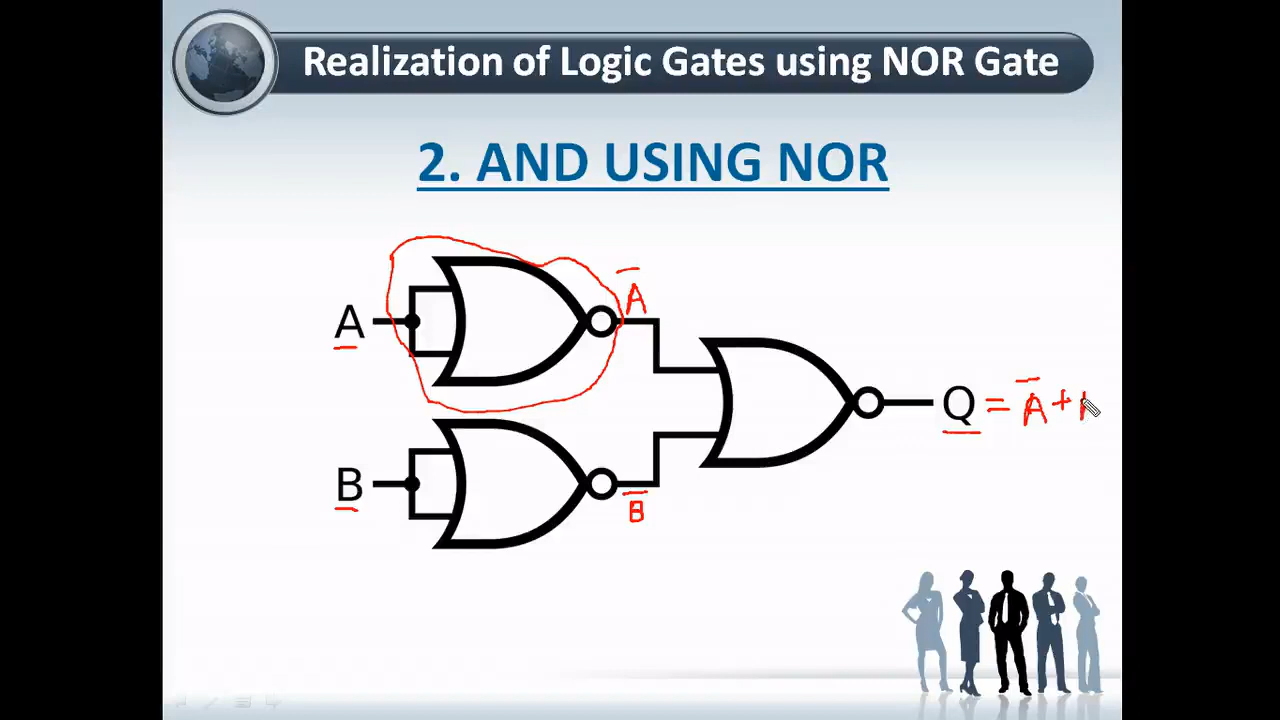 Realization of Logic Gates using NOR Gate
2. AND USING NOR
A̅
A
Q = A̅ +
B
B̅